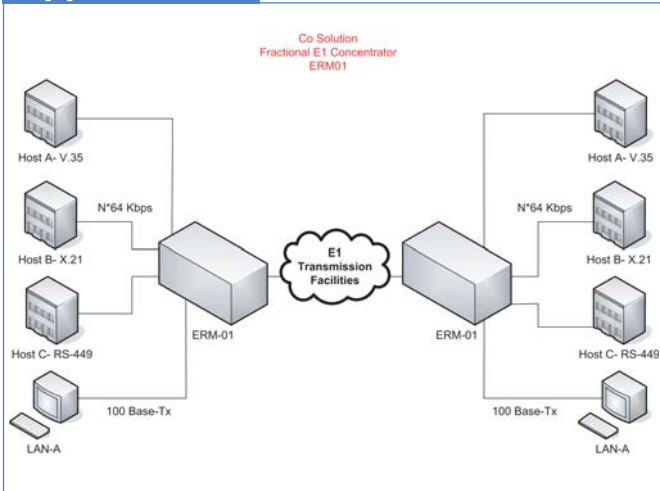 Co Solution
Fractional E1 Concentrator
ERM01
Host A- V.35
N*64 Kbps
Host B- X.21
Host C- RS-449
ERM-01
100 Base-Tx
LAN-A
E1
Transmission
Facilities
Host A- V.35
N*64 Kbps
Host B- X.21
ERM-01
Host C- RS-449
100 Base-Tx
LAN-A